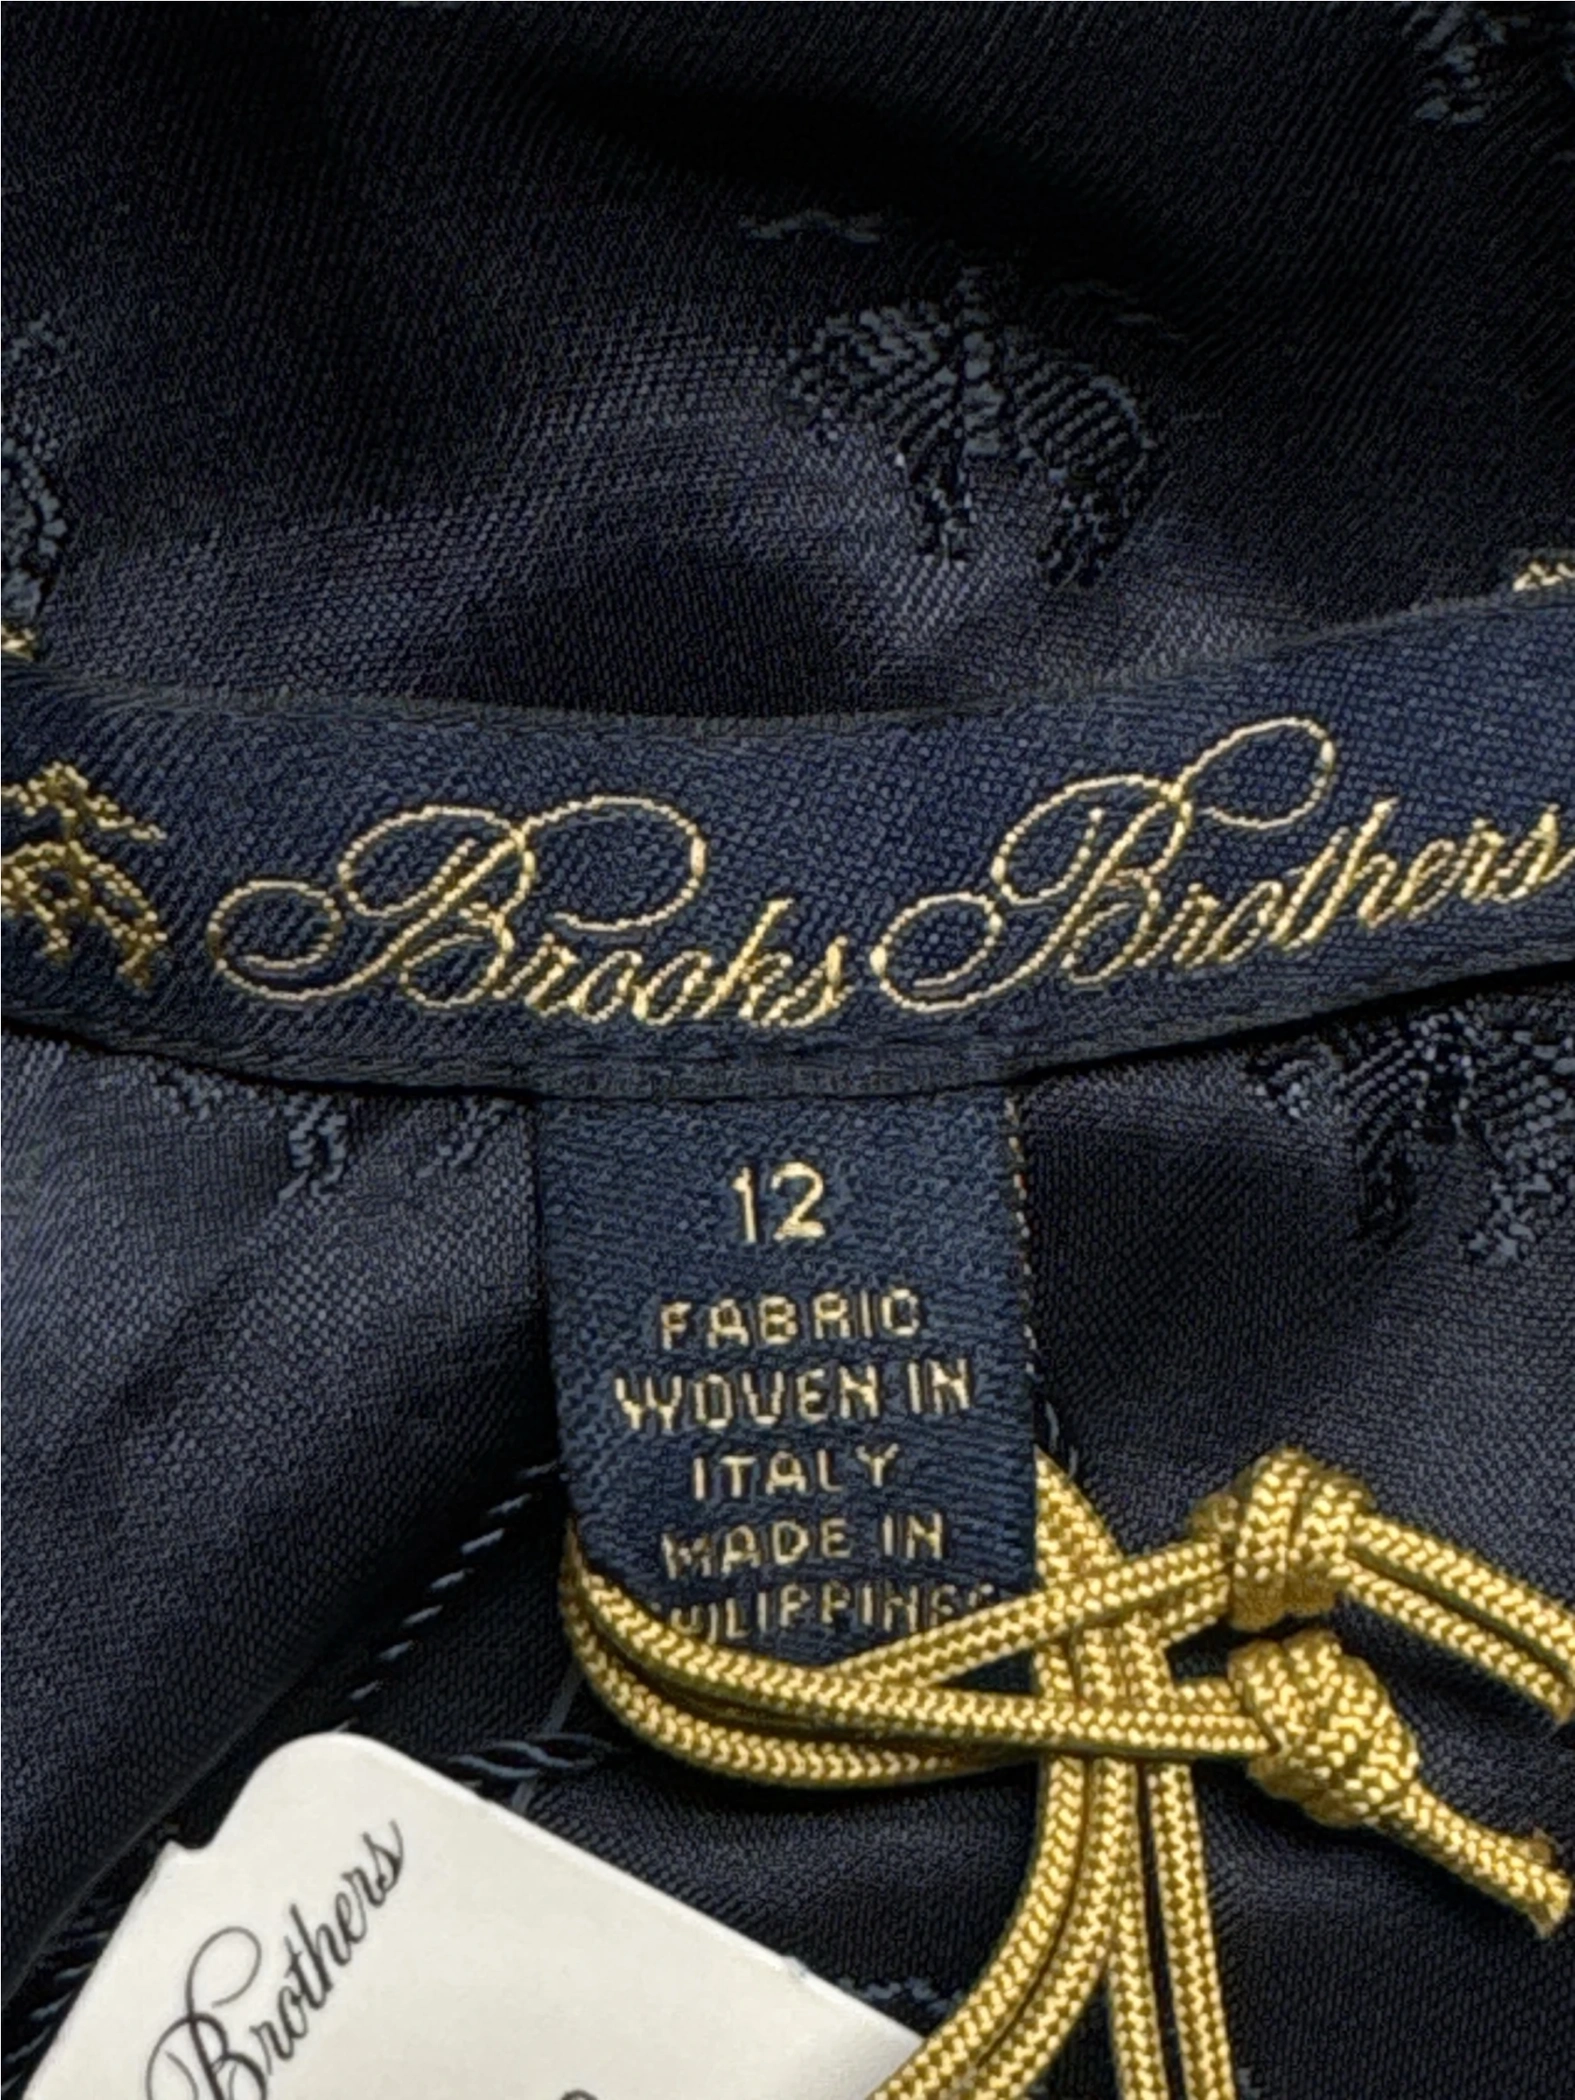 Brooks Brothers
12
FABRIC
WOVEN IN
ITALY
MADE IN
Brothers